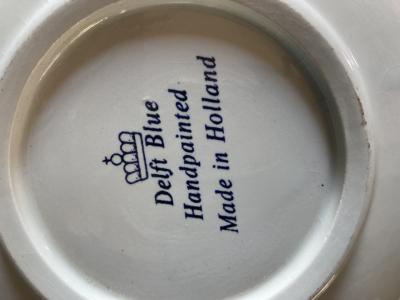 Delft Blue
Handpainted
Made in Holland